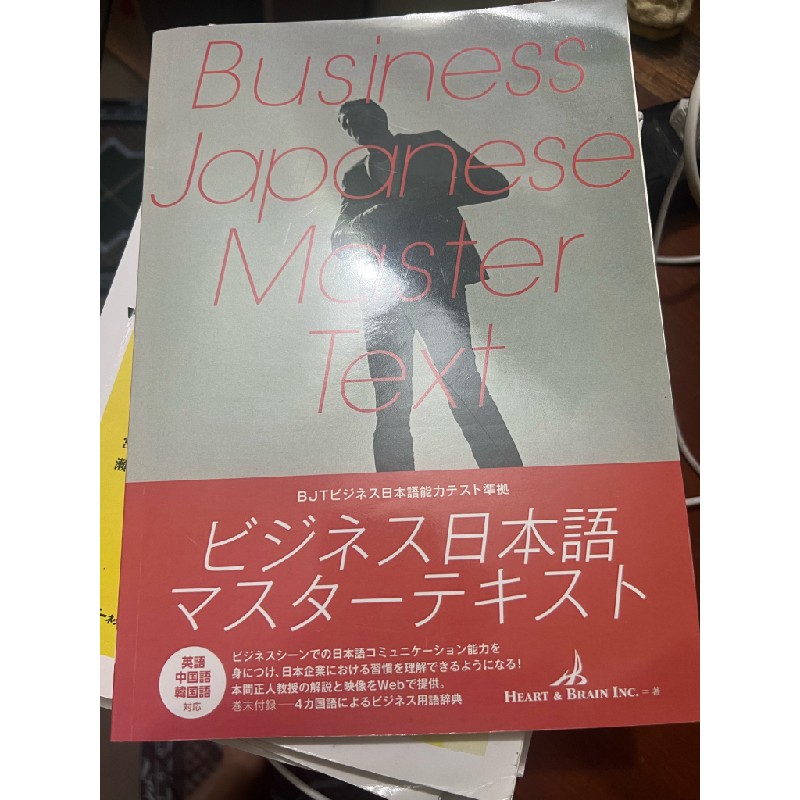 Business
Japanese
Master
Text
BJTビジネス日本語能力テスト準拠
ビジネス日本語
マスターテキスト
英語
中国語
韓国語
対応
ビジネスシーンでの日本語コミュニケーション能力を
身につけ、日本企業における習慣を理解できるようになる!
本間正人教授の解説と映像をWebで提供。
巻末付録——4カ国語によるビジネス用語辞典
HEART & BRAIN INC. =著